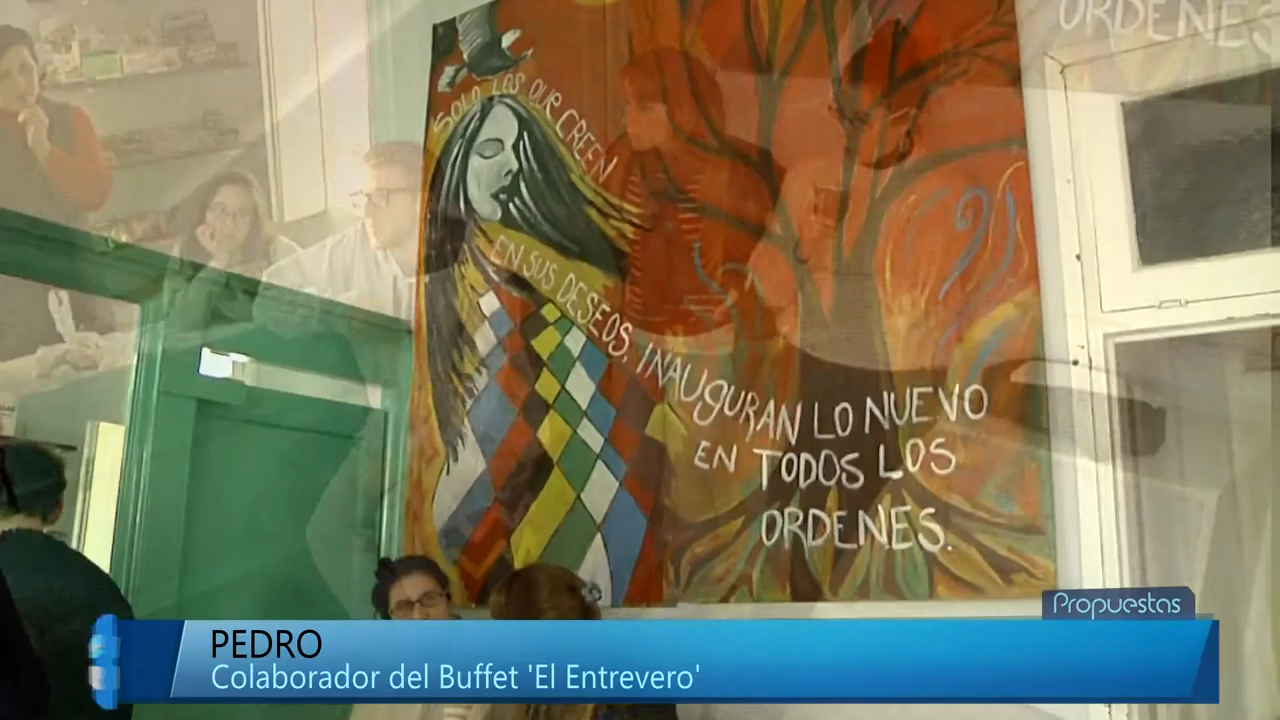 ORDENES
SOLO LOS QUE CREEN
EN SUS DESEOS, INAUGURAN LO NUEVO
EN TODOS LOS
ORDENES.
Propuestas
PEDRO
Colaborador del Buffet 'El Entrevero'